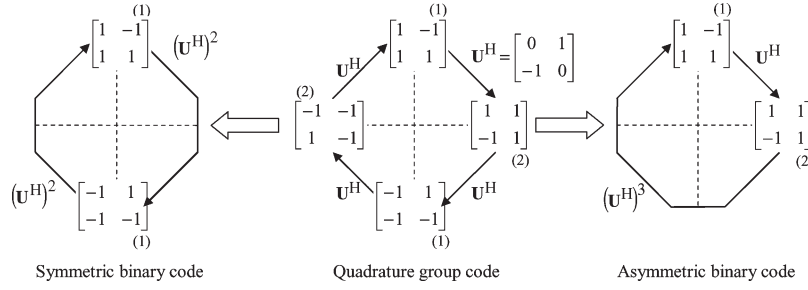 (1)
[1 -1
1 1]
(U^H)^2
(U^H)^2
[-1 1
-1 -1]
(1)
Symmetric binary code
(1)
[1 -1
1 1]
U^H
U^H = [0 1
-1 0]
(2)
[-1 -1
1 -1]
[1 1
-1 1]
(2)
U^H
U^H
[-1 1
-1 -1]
(1)
Quadrature group code
(1)
[1 -1
1 1]
U^H
[1 1
-1 1]
(2)
(U^H)^3
Asymmetric binary code